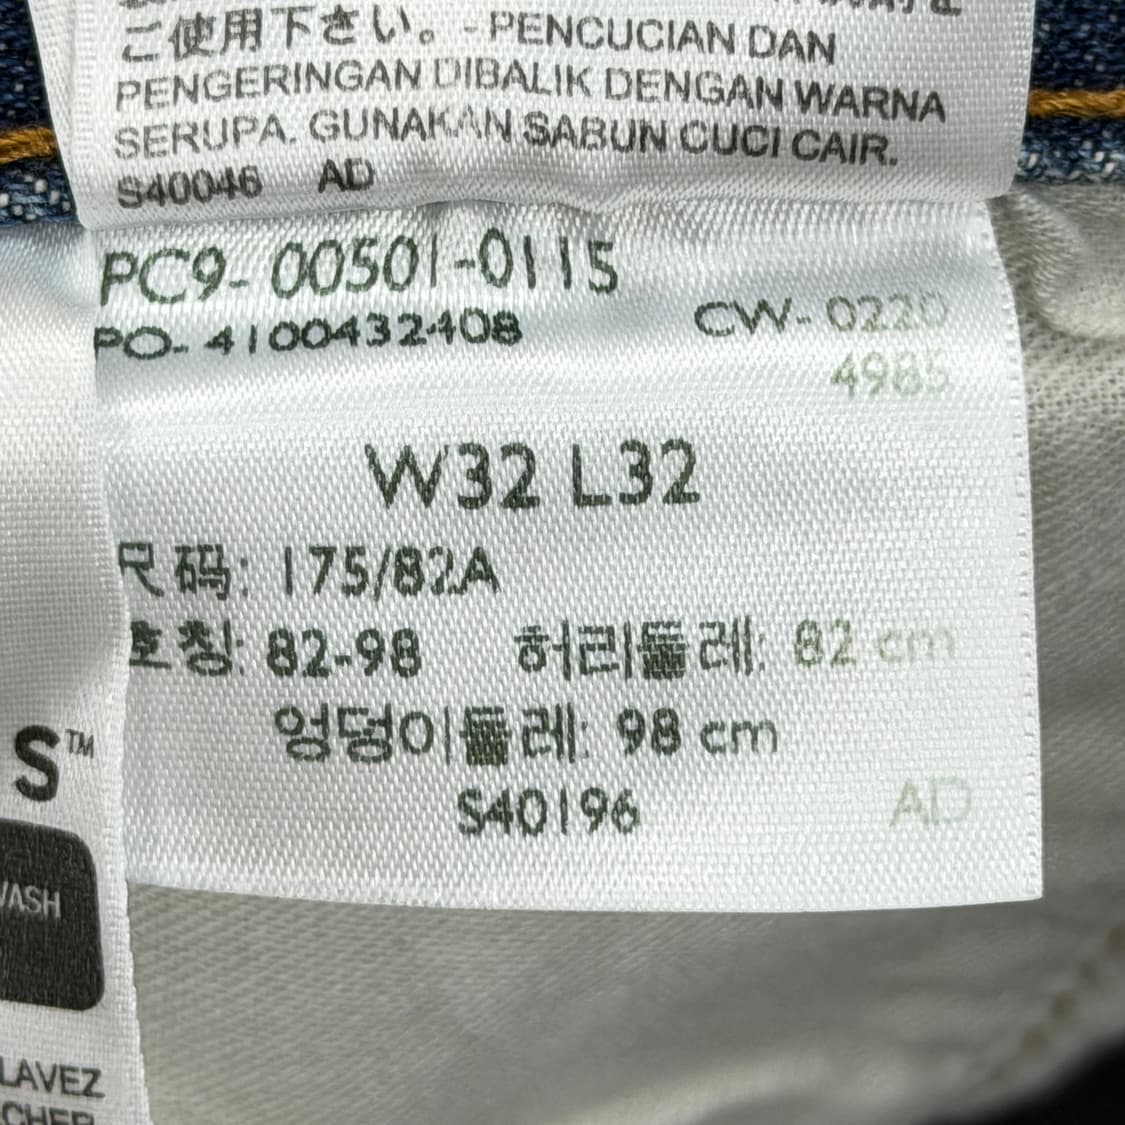 ご使用下さい。- PENCUCIAN DAN
PENGERINGAN DIBALIK DENGAN WARNA
SERUPA. GUNAKAN SABUN CUCI CAIR.
S40046 AD
PC9-00501-0115
PO-4100432408 CW-0220
4985
W32 L32
尺码: 175/82A
호칭: 82-98 허리둘레: 82 cm
엉덩이둘레: 98 cm
S40196 AD
S™
WASH
LAVEZ